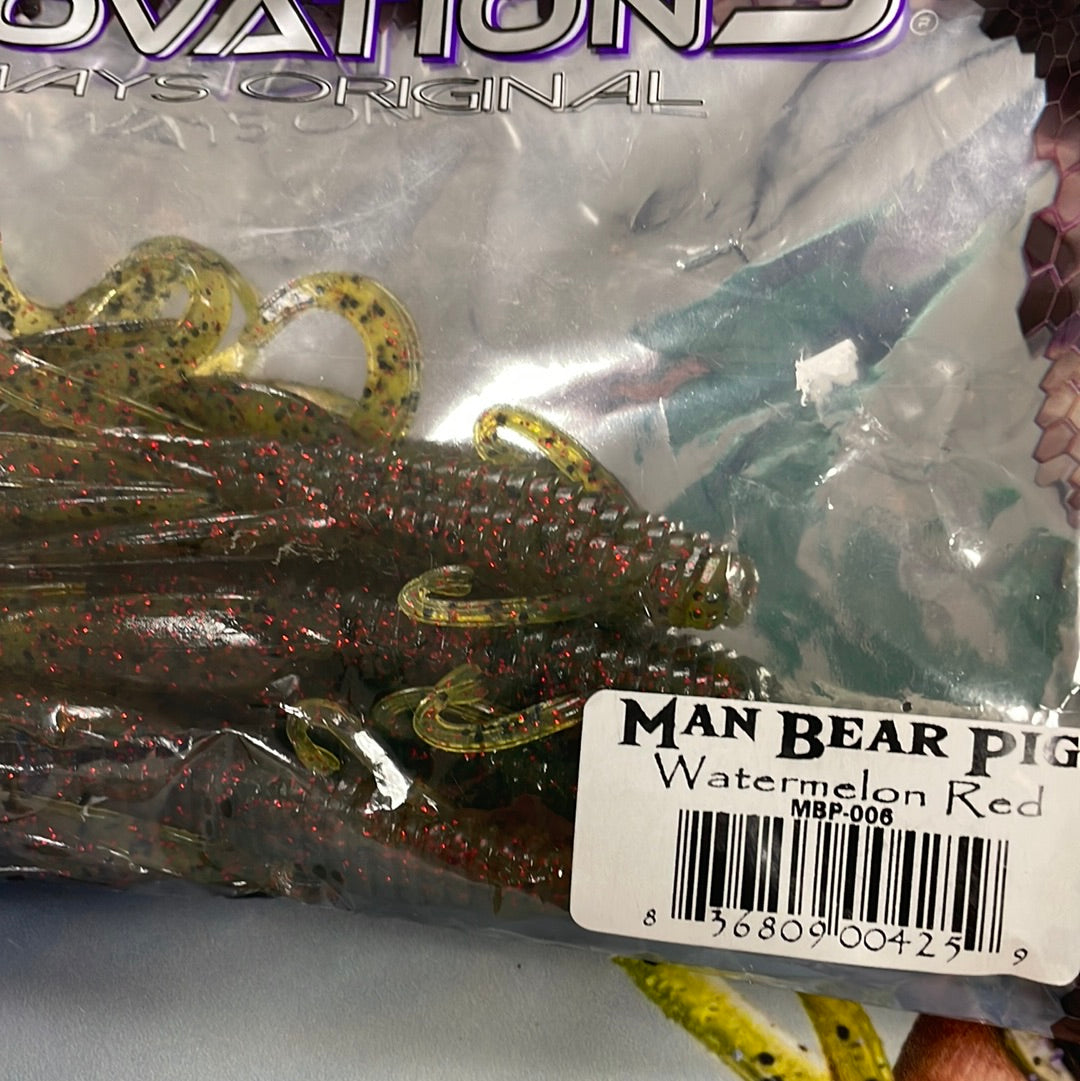 OVATIONS®
WAYS ORIGINAL
MAN BEAR PIG
Watermelon Red
MBP-006
8 36809 00425 9